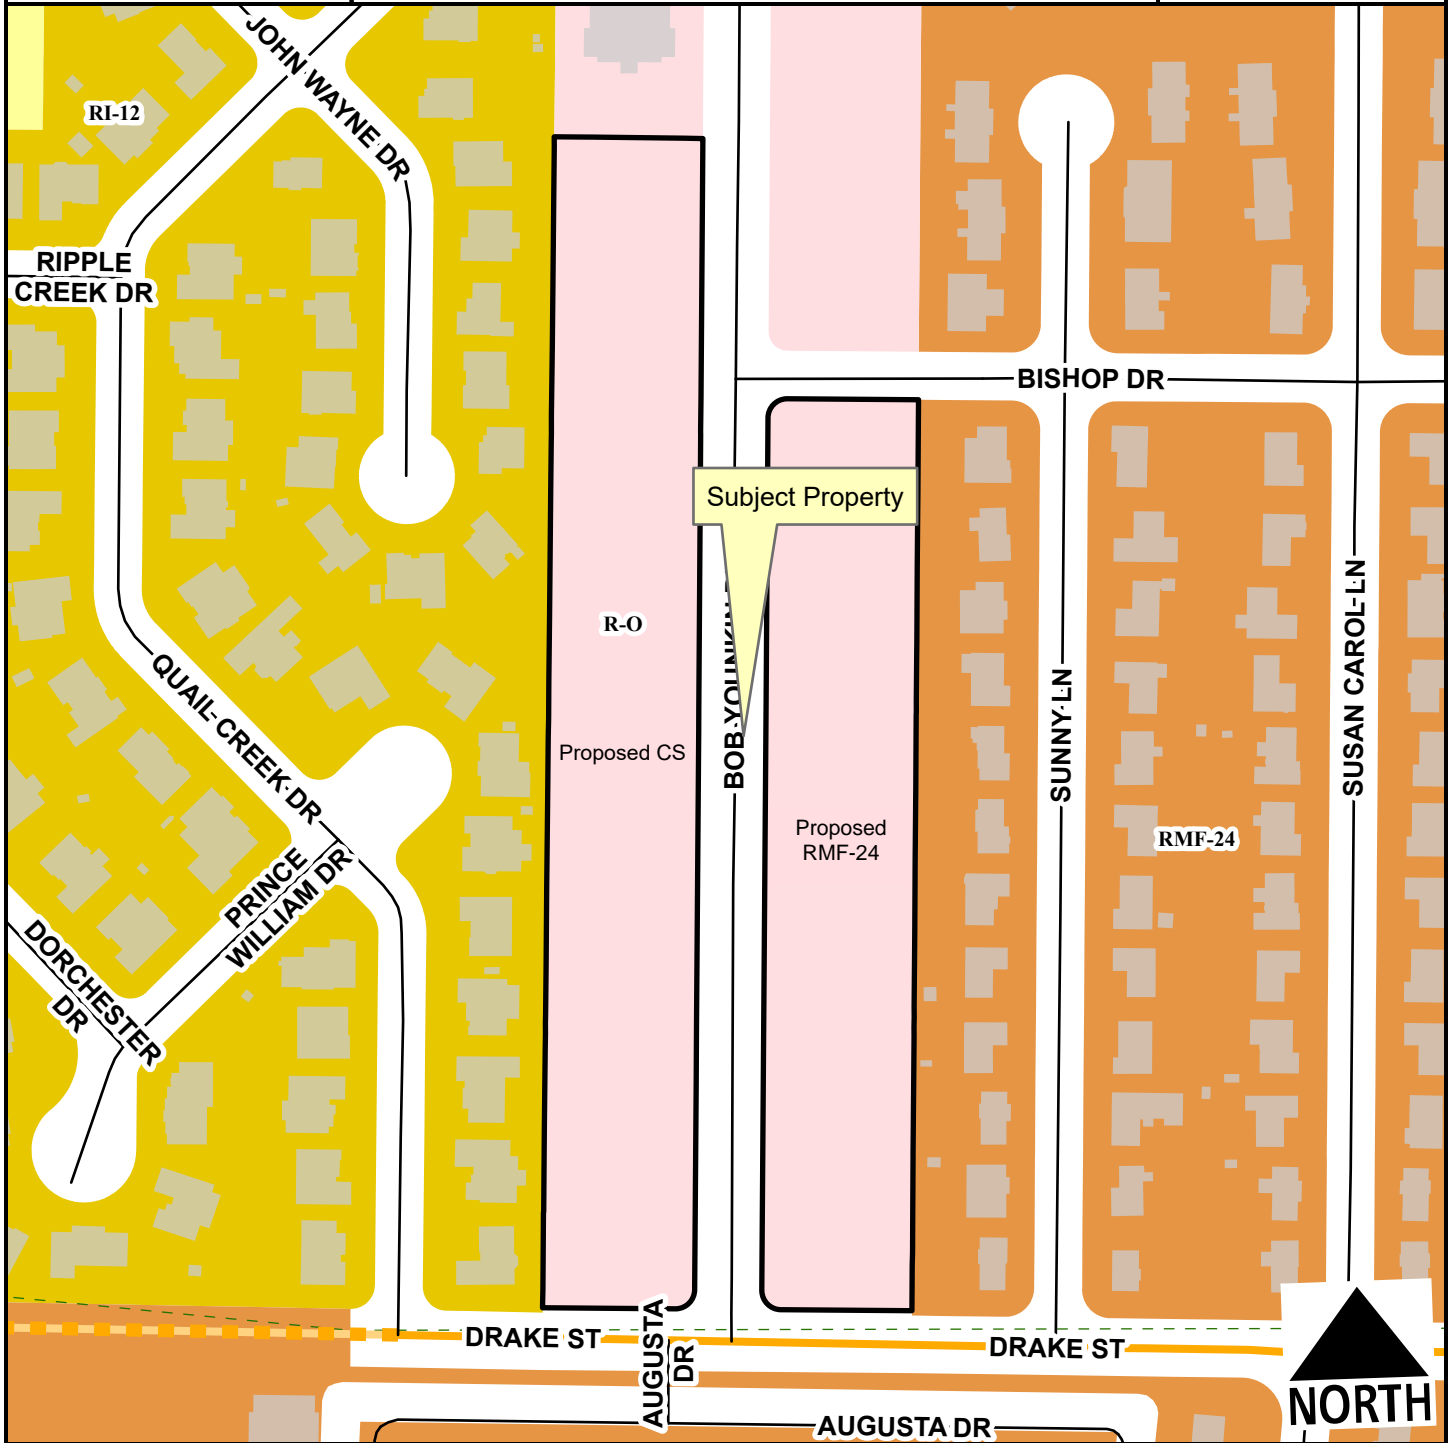 JOHN WAYNE DR
RI-12
RIPPLE
CREEK DR
BISHOP DR
Subject Property
R-O
BOB YOUNKIN
SUNNY LN
SUSAN CAROL LN
QUAIL CREEK DR
Proposed CS
Proposed
RMF-24
RMF-24
PRINCE
WILLIAM DR
DORCHESTER
DR
DRAKE ST
AUGUSTA
DR
DRAKE ST
AUGUSTA DR
NORTH